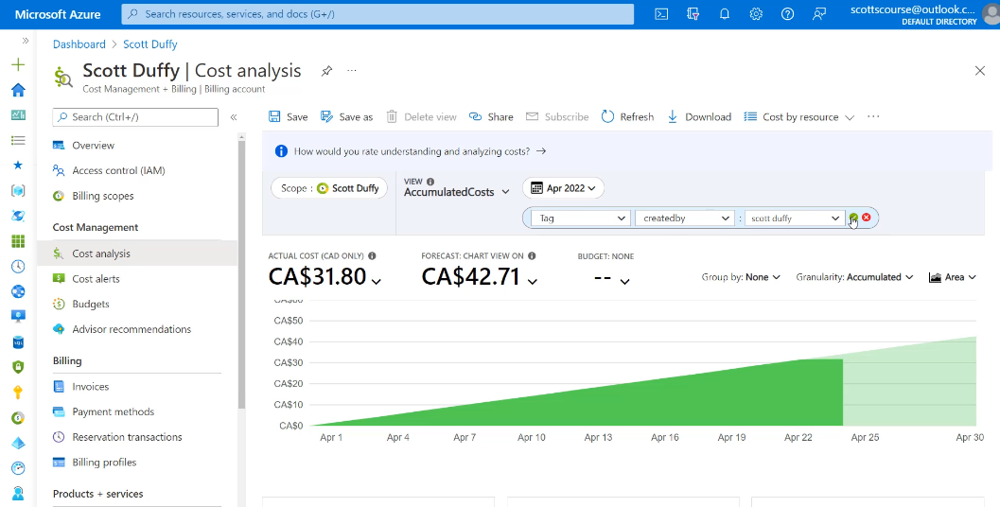 Microsoft Azure
Search resources, services, and docs (G+/)
scottscourse@outlook.c...
DEFAULT DIRECTORY
Dashboard > Scott Duffy
Scott Duffy | Cost analysis
Cost Management + Billing | Billing account
Search (Ctrl+/)
Save
Save as
Delete view
Share
Subscribe
Refresh
Download
Cost by resource
Overview
Access control (IAM)
Billing scopes
Cost Management
Cost analysis
Cost alerts
Budgets
Advisor recommendations
Billing
Invoices
Payment methods
Reservation transactions
Billing profiles
Products + services
How would you rate understanding and analyzing costs? →
Scope : Scott Duffy
VIEW
AccumulatedCosts
Apr 2022
Tag
createdby
:
scott duffy
ACTUAL COST (CAD ONLY)
CA$31.80
FORECAST: CHART VIEW ON
CA$42.71
BUDGET: NONE
--
Group by: None
Granularity: Accumulated
Area
CA$60
CA$50
CA$40
CA$30
CA$20
CA$10
CA$0
Apr 1 Apr 4 Apr 7 Apr 10 Apr 13 Apr 16 Apr 19 Apr 22 Apr 25 Apr 30